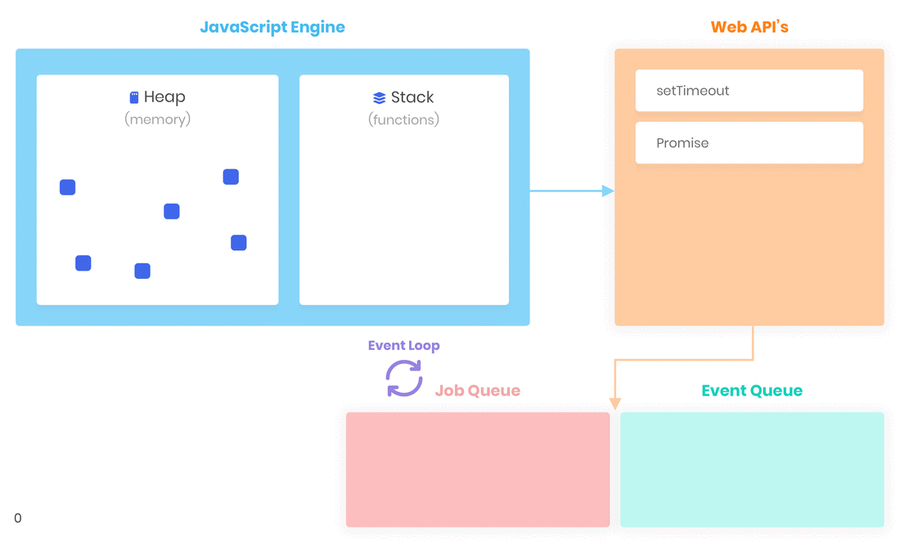 JavaScript Engine
Web API's
Heap
(memory)
Stack
(functions)
setTimeout
Promise
Event Loop
Job Queue
Event Queue
0